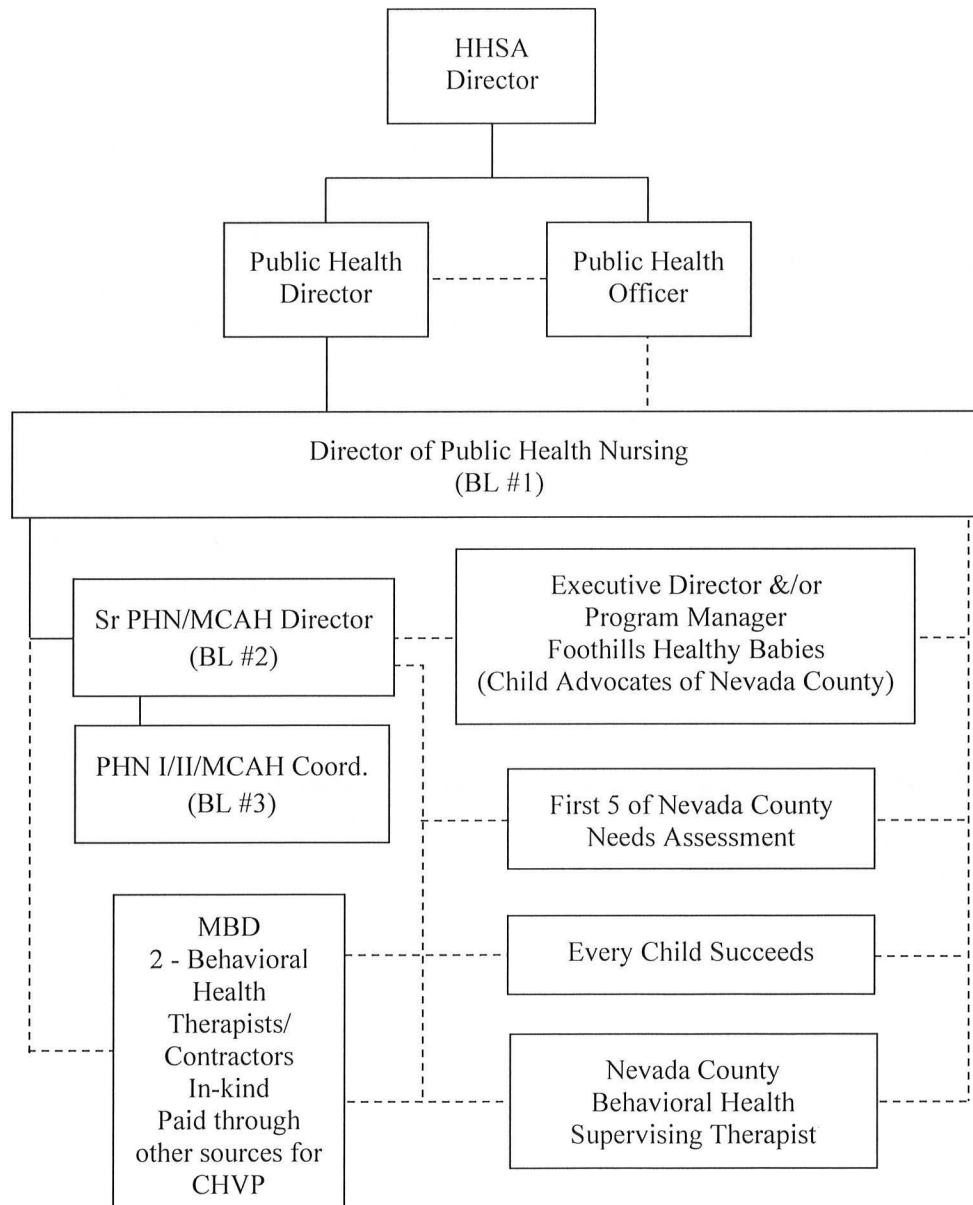 HHSA
Director
Public Health
Director
Public Health
Officer
Director of Public Health Nursing
(BL #1)
Sr PHN/MCAH Director
(BL #2)
Executive Director &/or
Program Manager
Foothills Healthy Babies
(Child Advocates of Nevada County)
PHN I/II/MCAH Coord.
(BL #3)
First 5 of Nevada County
Needs Assessment
MBD
2 - Behavioral
Health
Therapists/
Contractors
In-kind
Paid through
other sources for
CHVP
Every Child Succeeds
Nevada County
Behavioral Health
Supervising Therapist